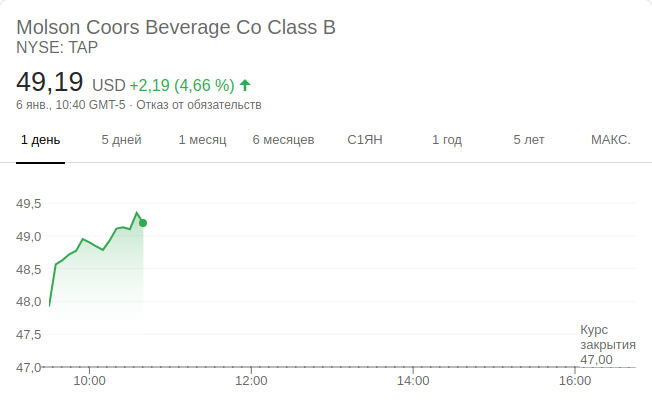 Molson Coors Beverage Co Class B
NYSE: TAP
49,19 USD +2,19 (4,66 %)
6 янв., 10:40 GMT-5 · Отказ от обязательств
1 день 5 дней 1 месяц 6 месяцев С1ЯН 1 год 5 лет МАКС.
49,5
49,0
48,5
48,0
47,5
47,0
Курс
закрытия
47,00
10:00 12:00 14:00 16:00